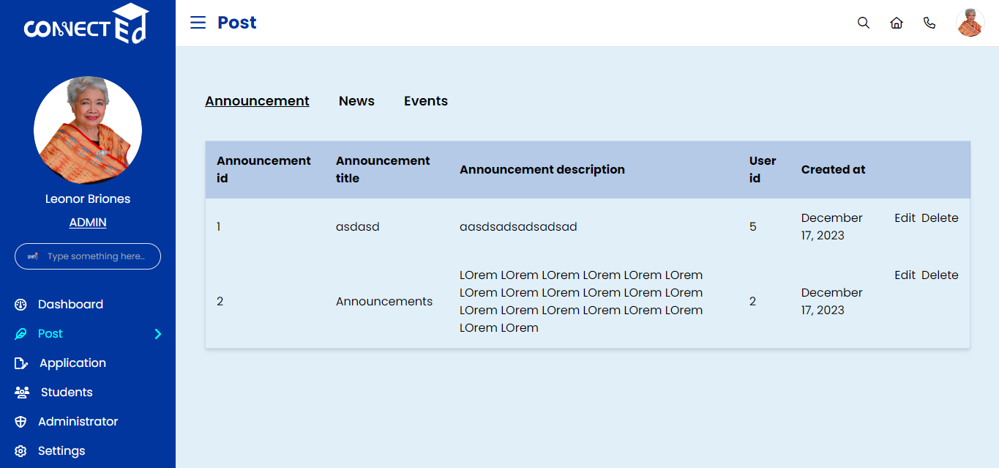 CONNECTEd
Leonor Briones
ADMIN
Type something here...
Dashboard
Post
Application
Students
Administrator
Settings
Post
Announcement News Events
Announcement id Announcement title Announcement description User id Created at
1 asdasd aasdsadsadsadsad 5 December 17, 2023 Edit Delete
2 Announcements LOrem LOrem LOrem LOrem LOrem LOrem
LOrem LOrem LOrem LOrem LOrem LOrem
LOrem LOrem LOrem LOrem LOrem LOrem
LOrem LOrem
2 December 17, 2023 Edit Delete